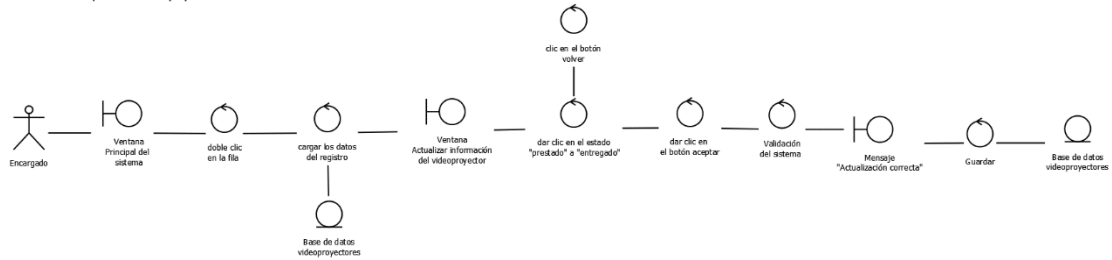 clic en el botón
volver
Encargado
Ventana
Principal del
sistema
doble clic
en la fila
cargar los datos
del registro
Ventana
Actualizar información
del videoproyector
dar clic en el estado
"prestado" a "entregado"
dar clic en
el botón aceptar
Validación
del sistema
Mensaje
"Actualización correcta"
Guardar
Base de datos
videoproyectores
Base de datos
videoproyectores